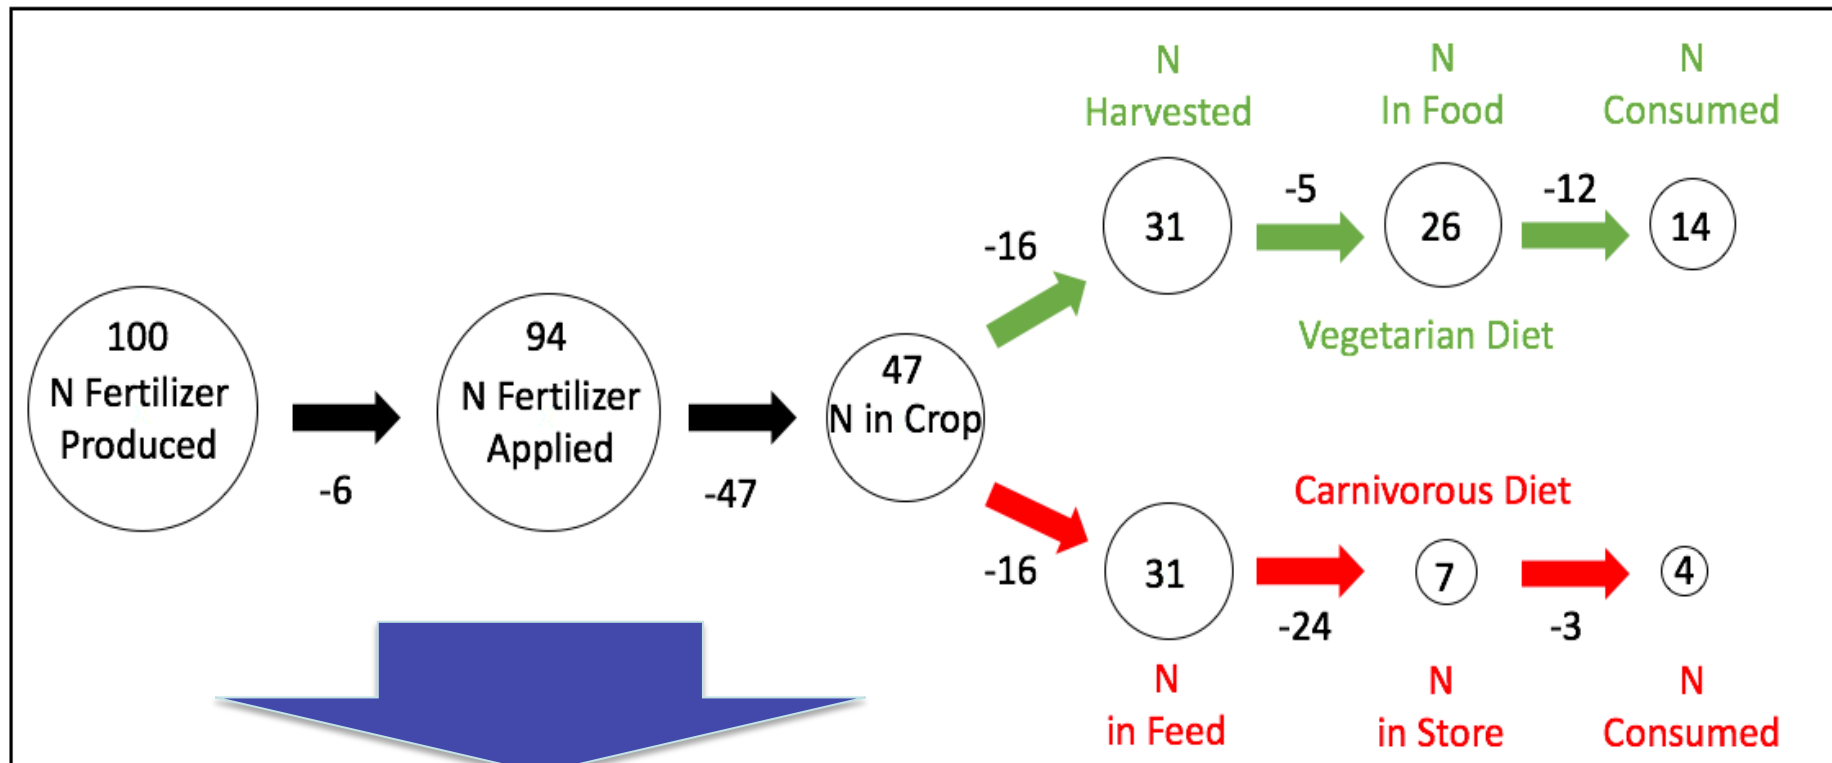 N
Harvested
N
In Food
N
Consumed
-16
31
-5
26
-12
14
Vegetarian Diet
100
N Fertilizer
Produced
-6
94
N Fertilizer
Applied
-47
47
N in Crop
Carnivorous Diet
-16
31
-24
7
-3
4
N
in Feed
N
in Store
N
Consumed